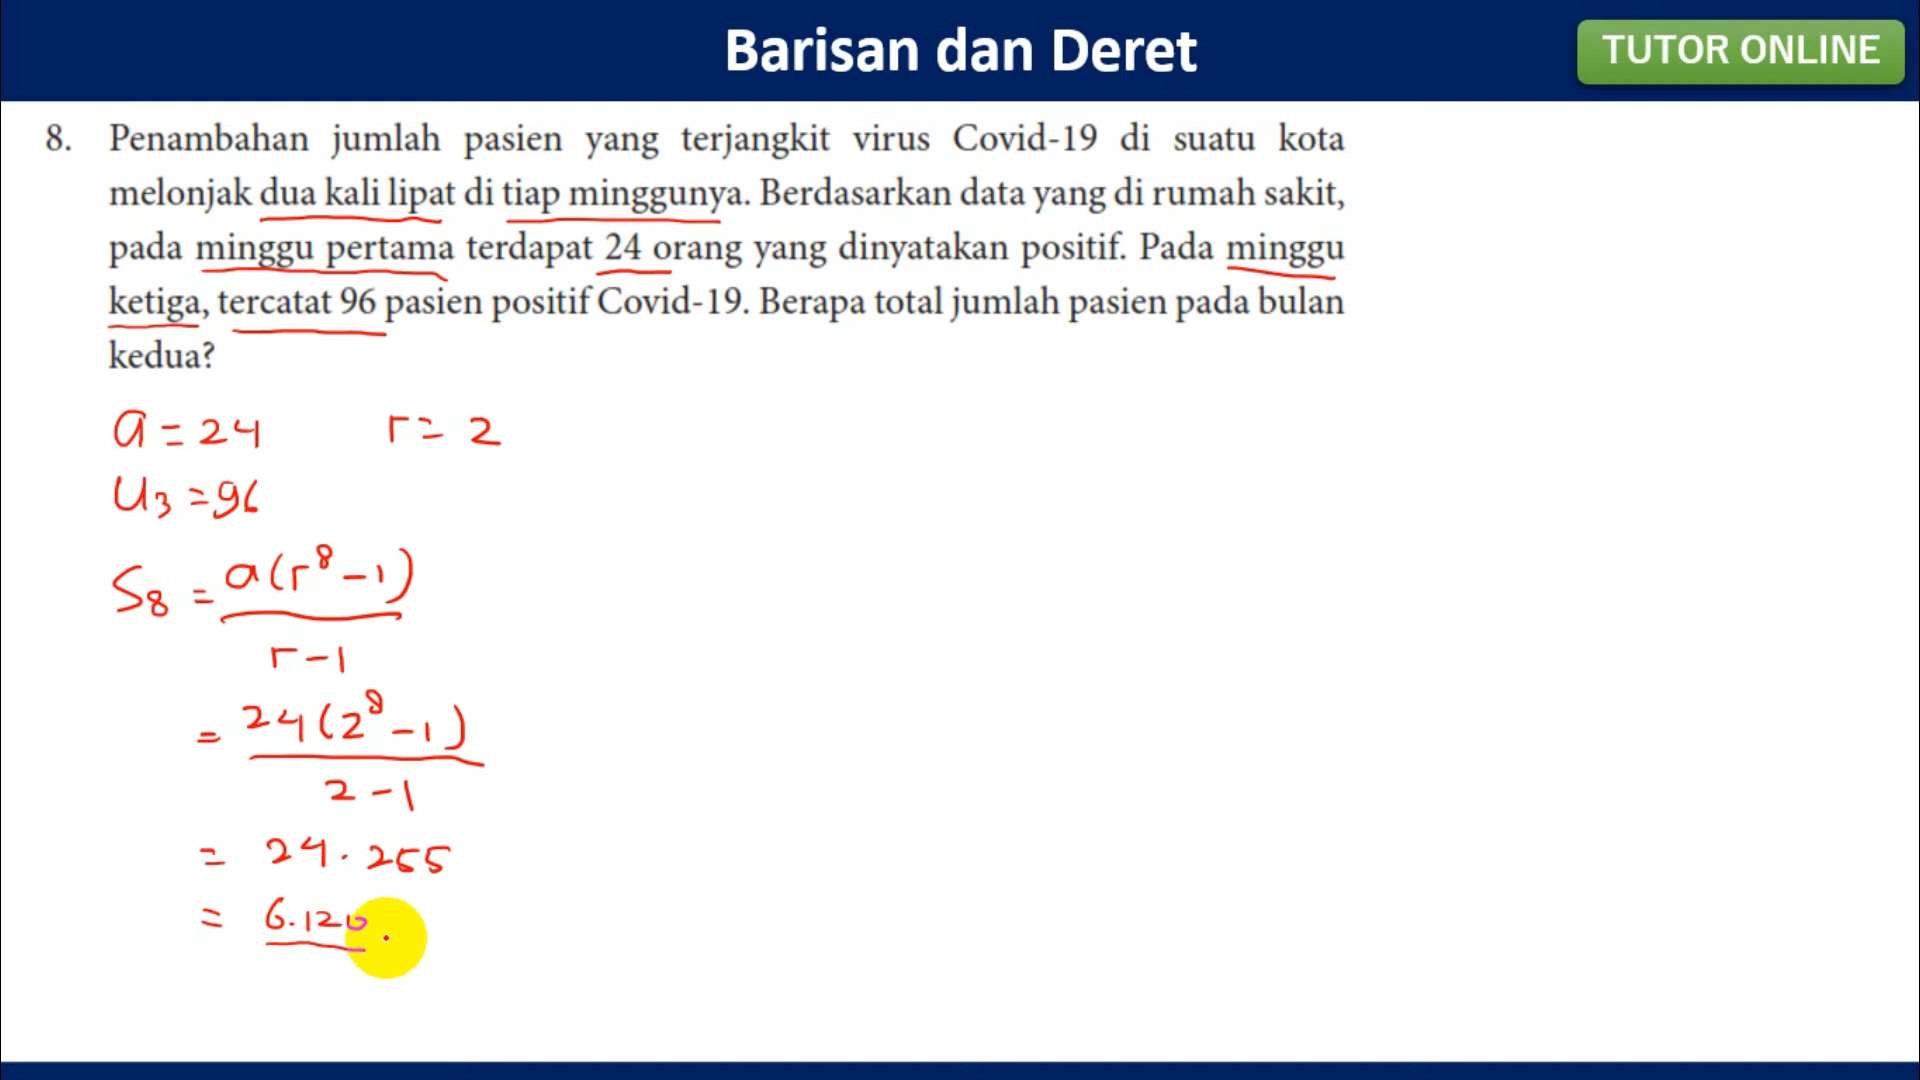 Barisan dan Deret
TUTOR ONLINE
8. Penambahan jumlah pasien yang terjangkit virus Covid-19 di suatu kota
melonjak dua kali lipat di tiap minggunya. Berdasarkan data yang di rumah sakit,
pada minggu pertama terdapat 24 orang yang dinyatakan positif. Pada minggu
ketiga, tercatat 96 pasien positif Covid-19. Berapa total jumlah pasien pada bulan
kedua?
a = 24 r = 2
U₃ = 96
S₈ = a(r⁸ - 1)
r - 1
= 24(2⁸ - 1)
2 - 1
= 24 . 255
= 6.120